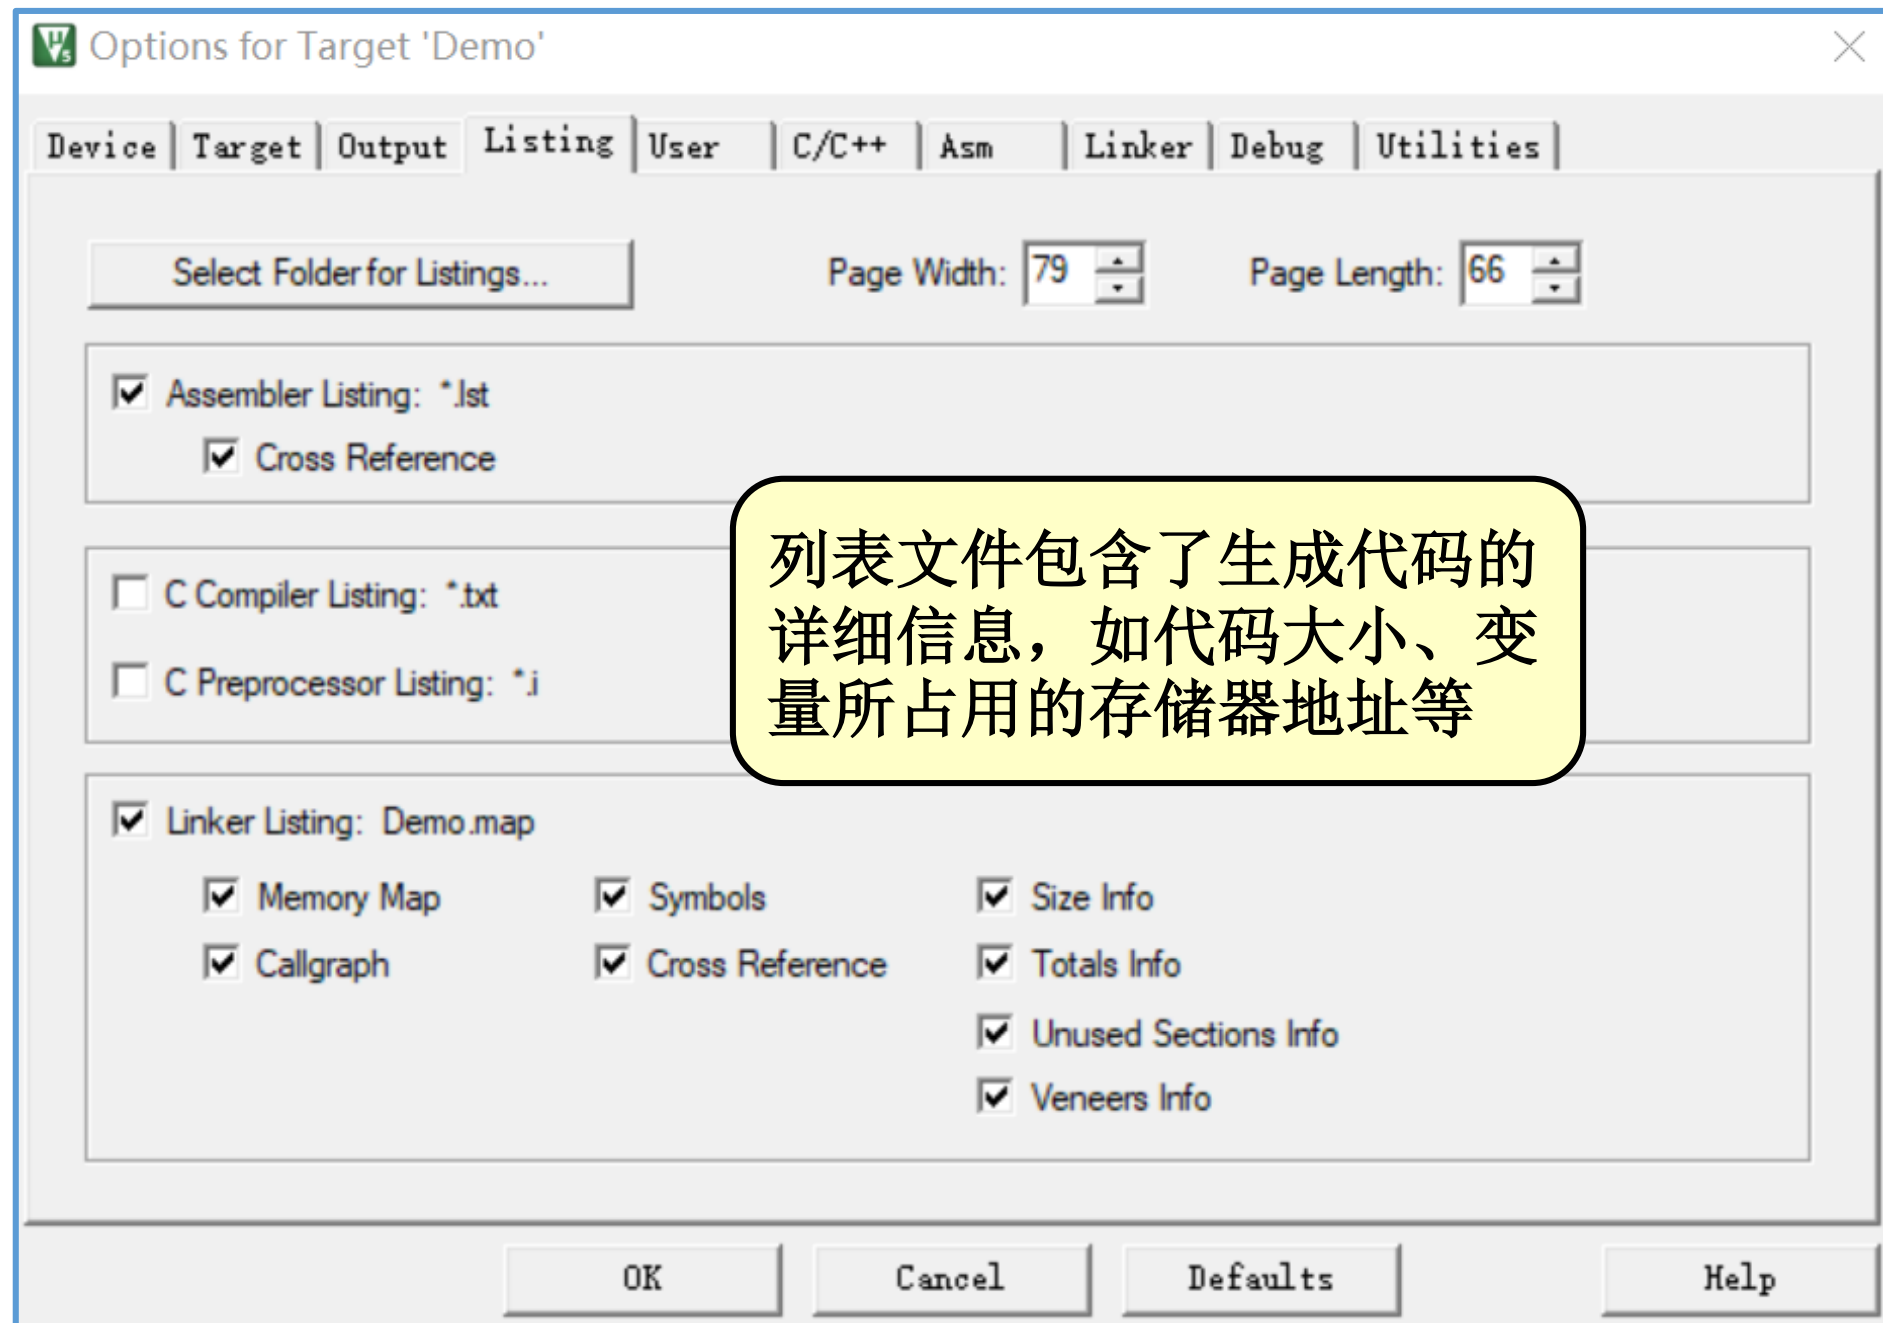 Options for Target 'Demo'
Device Target Output Listing User C/C++ Asm Linker Debug Utilities
Select Folder for Listings... Page Width: 79 Page Length: 66
Assembler Listing: *.lst
Cross Reference
C Compiler Listing: *.txt
C Preprocessor Listing: *.i
列表文件包含了生成代码的
详细信息，如代码大小、变
量所占用的存储器地址等
Linker Listing: Demo.map
Memory Map Symbols Size Info
Callgraph Cross Reference Totals Info
Unused Sections Info
Veneers Info
OK Cancel Defaults Help